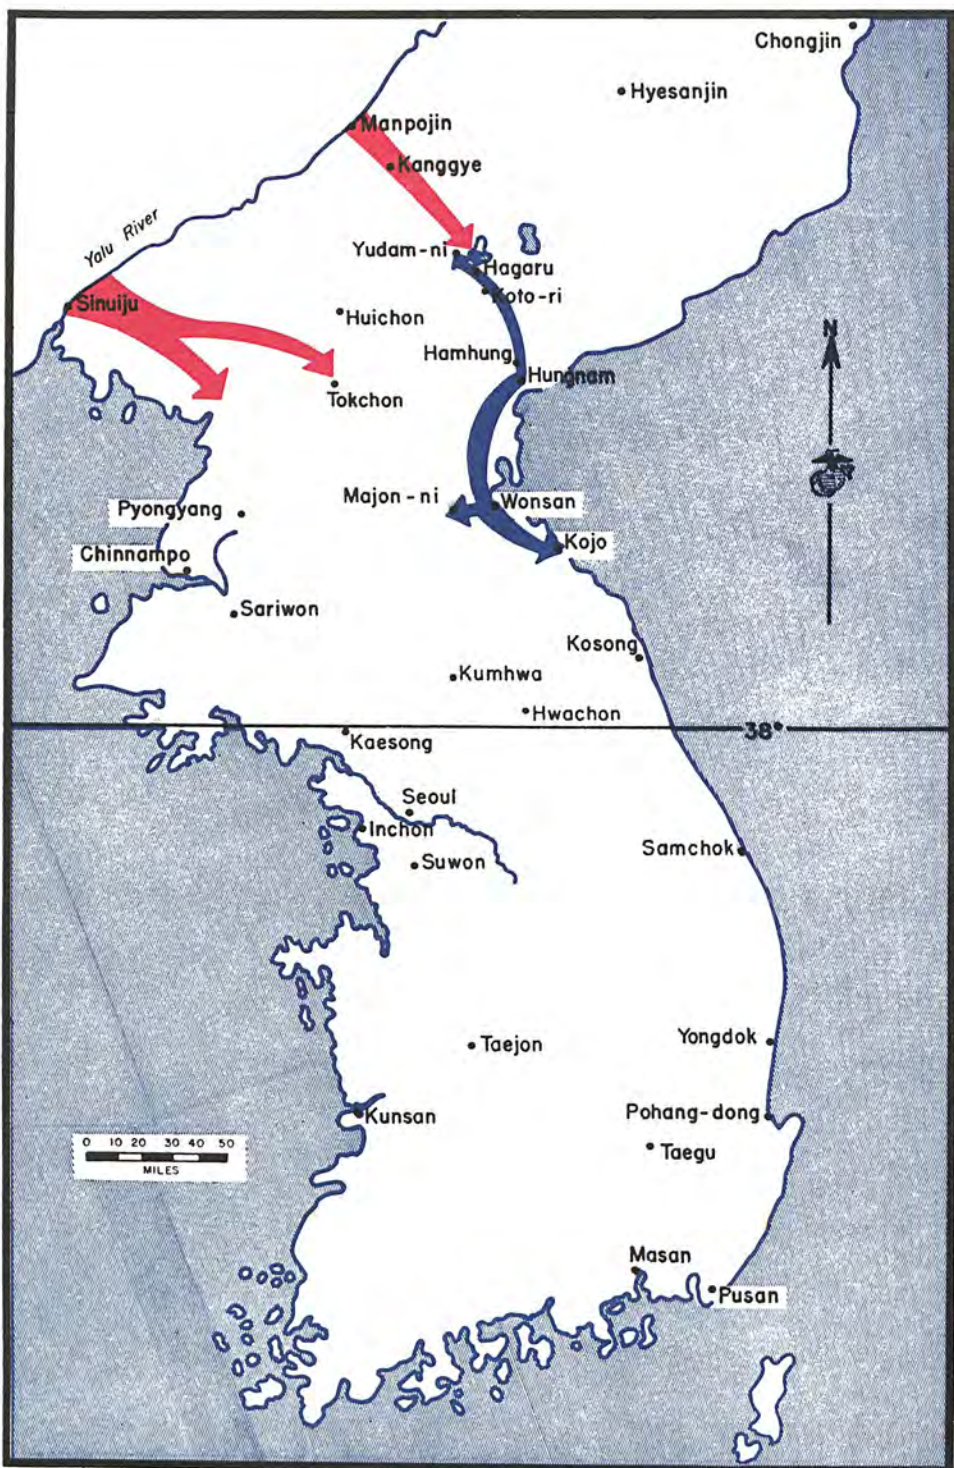 Chongjin
Hyesanjin
Manpojin
Kanggye
Yalu River
Yudam-ni
Hagaru
Koto-ri
Sinuiju
Huichon
Hamhung
Hungnam
Tokchon
N
Majon-ni
Wonsan
Pyongyang
Kojo
Chinnampo
Sariwon
Kosong
Kumhwa
Hwachon
38°
Kaesong
Seoul
Inchon
Samchok
Suwon
Taejon
Yongdok
Kunsan
Pohang-dong
0 10 20 30 40 50
MILES
Taegu
Masan
Pusan